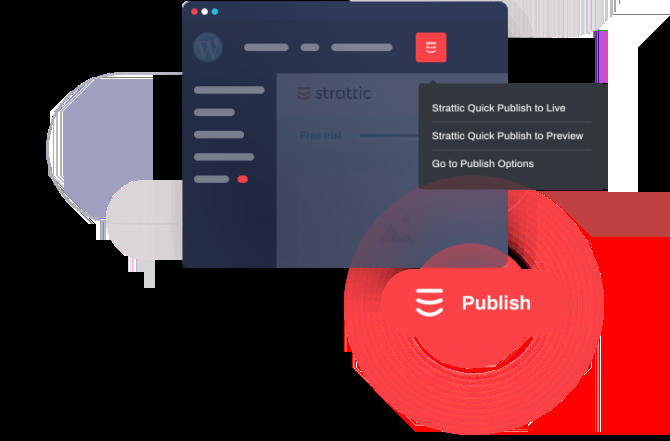 strattic
Free trial
Strattic Quick Publish to Live
Strattic Quick Publish to Preview
Go to Publish Options
Publish